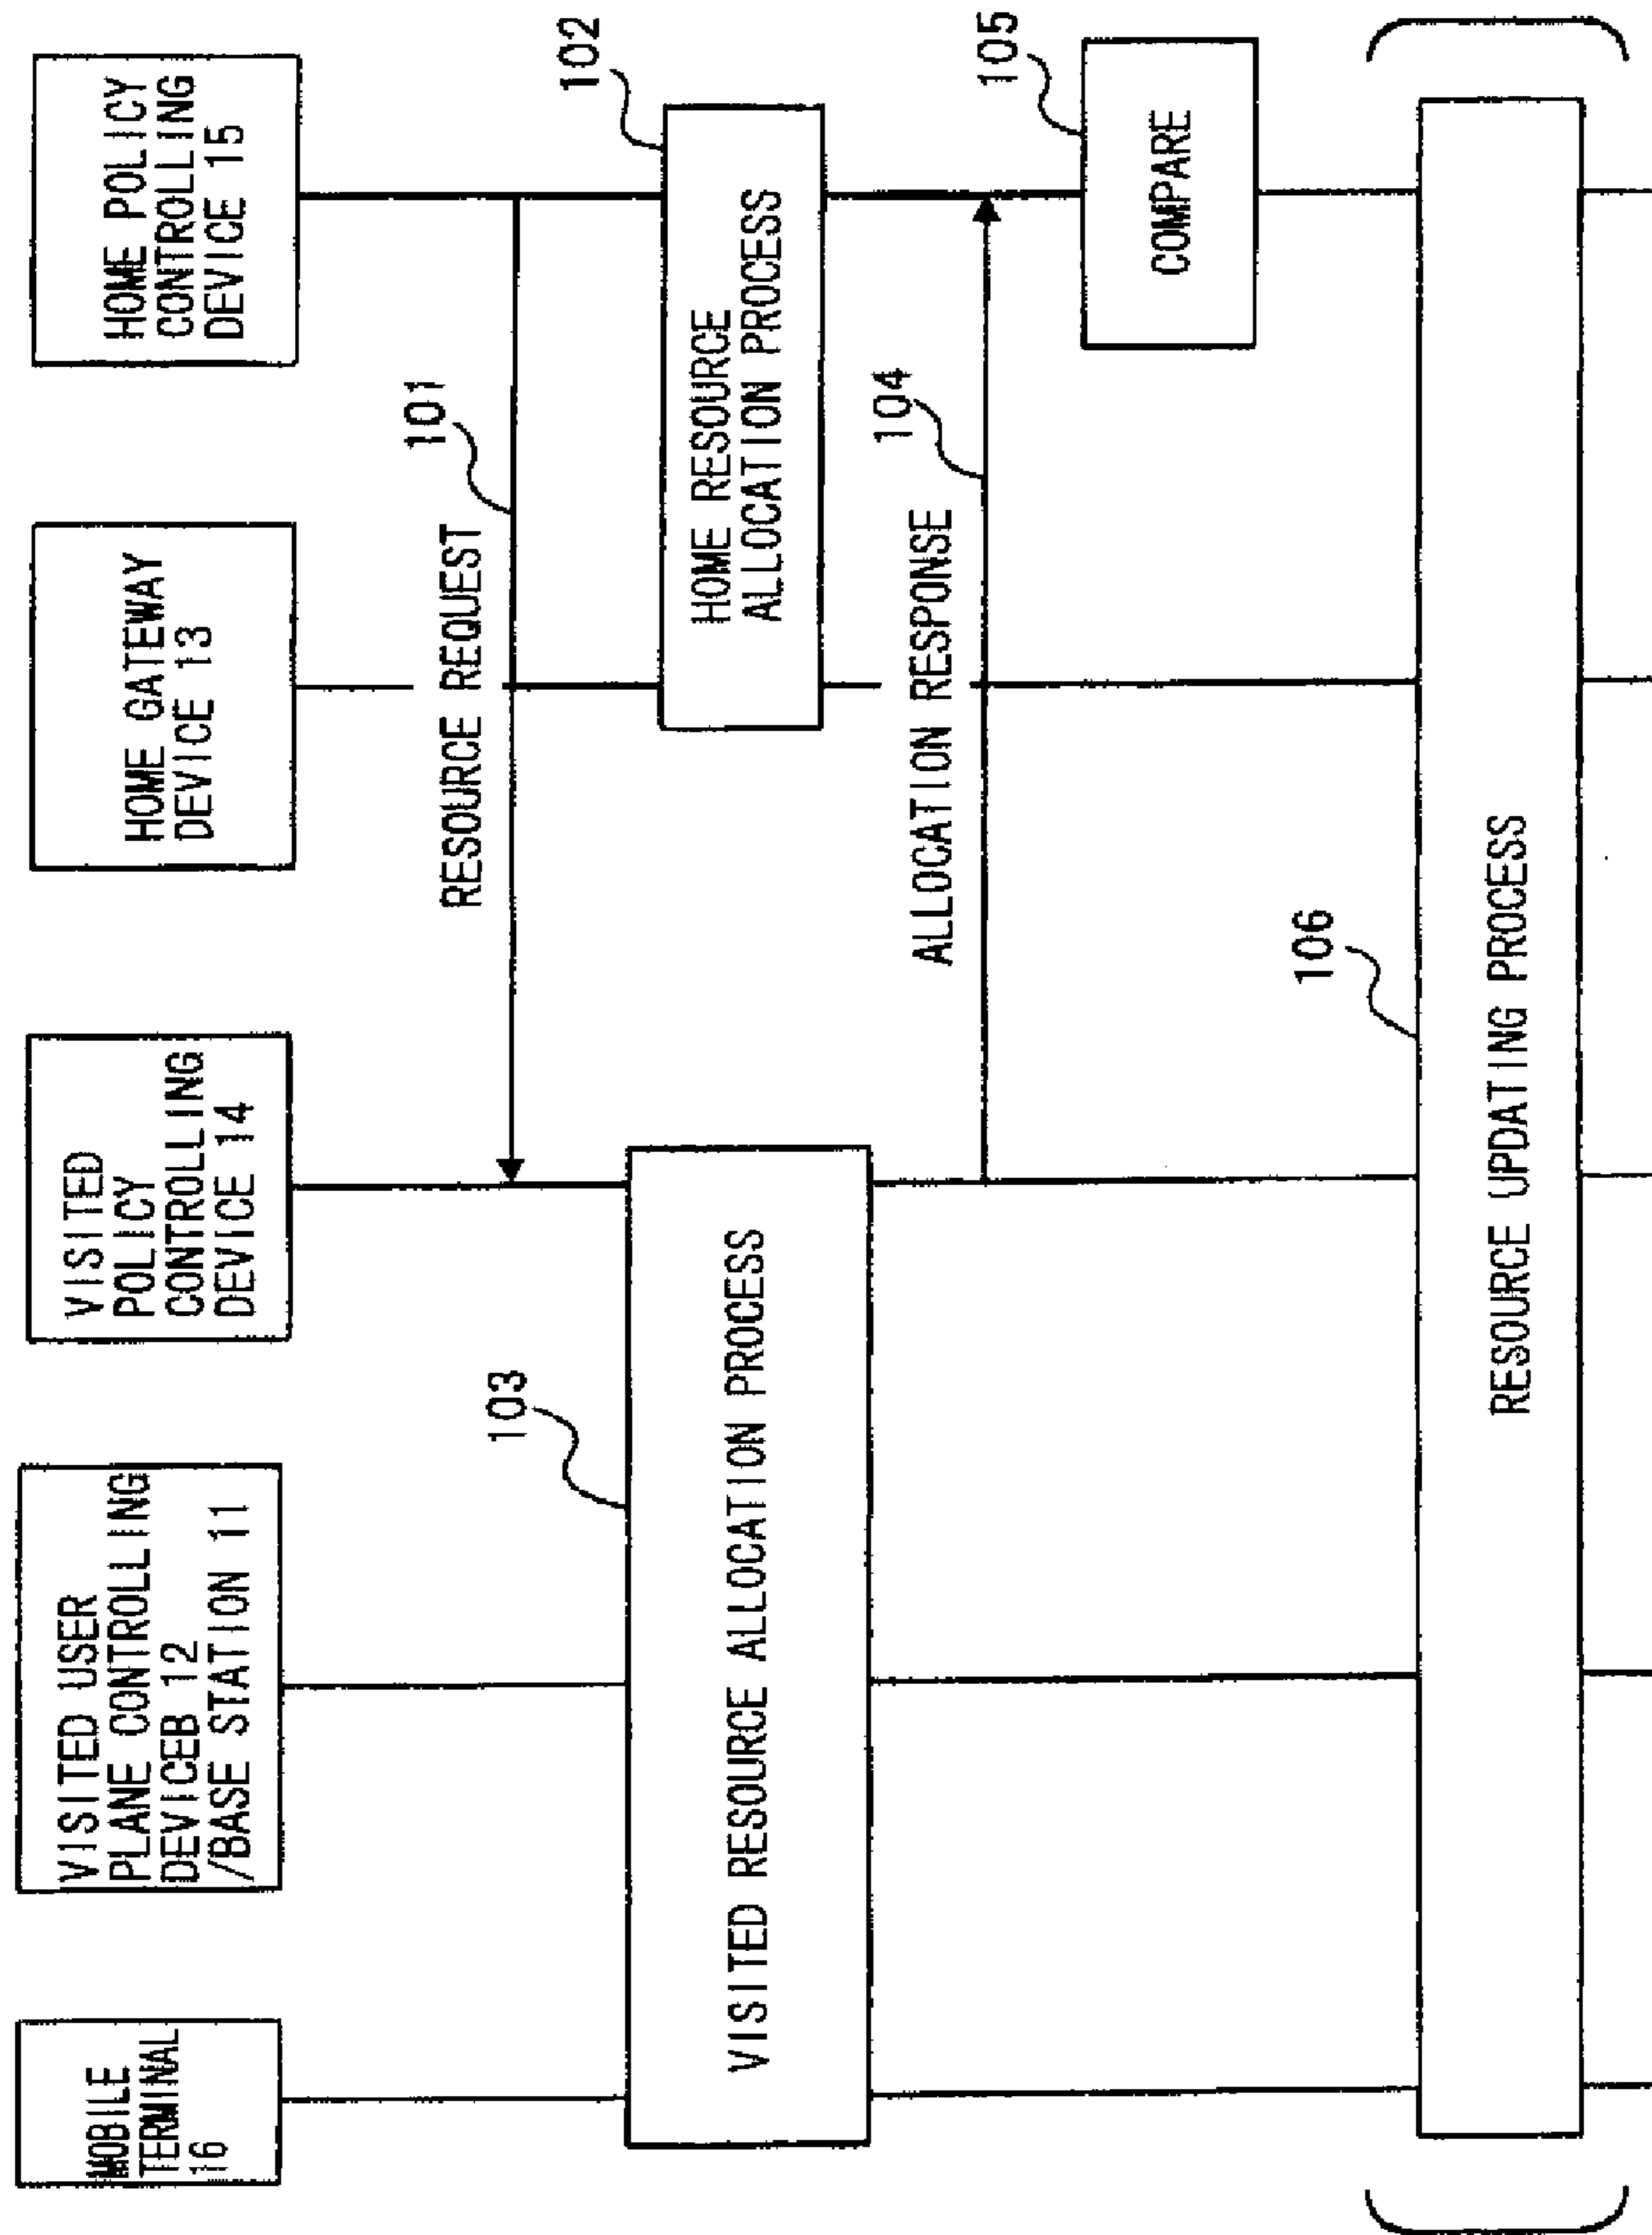 MOBILE
TERMINAL
16
VISITED USER
PLANE CONTROLLING
DEVICEB 12
/BASE STATION 11
VISITED
POLICY
CONTROLLING
DEVICE 14
HOME GATEWAY
DEVICE 13
HOME POLICY
CONTROLLING
DEVICE 15
101
RESOURCE REQUEST
102
HOME RESOURCE
ALLOCATION PROCESS
103
VISITED RESOURCE ALLOCATION PROCESS
104
ALLOCATION RESPONSE
105
COMPARE
106
RESOURCE UPDATING PROCESS